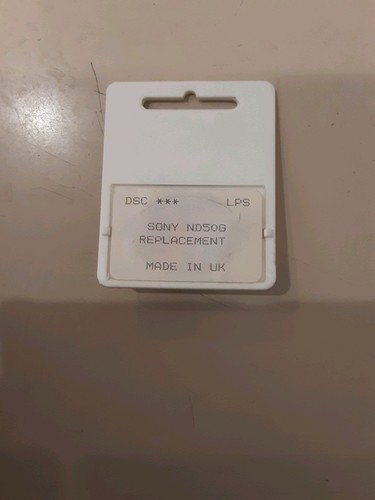 DSC *** LPS
SONY ND50G
REPLACEMENT
MADE IN UK